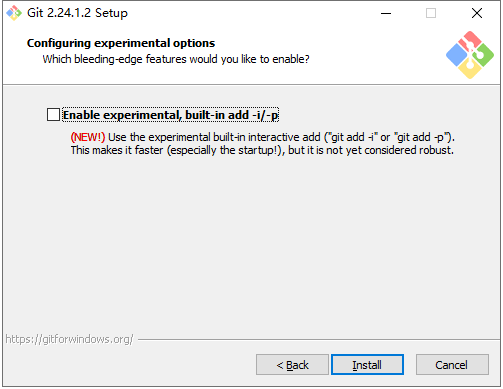 Git 2.24.1.2 Setup
Configuring experimental options
Which bleeding-edge features would you like to enable?
Enable experimental, built-in add -i/-p
(NEW!) Use the experimental built-in interactive add ("git add -i" or "git add -p").
This makes it faster (especially the startup!), but it is not yet considered robust.
https://gitforwindows.org/
< Back
Install
Cancel